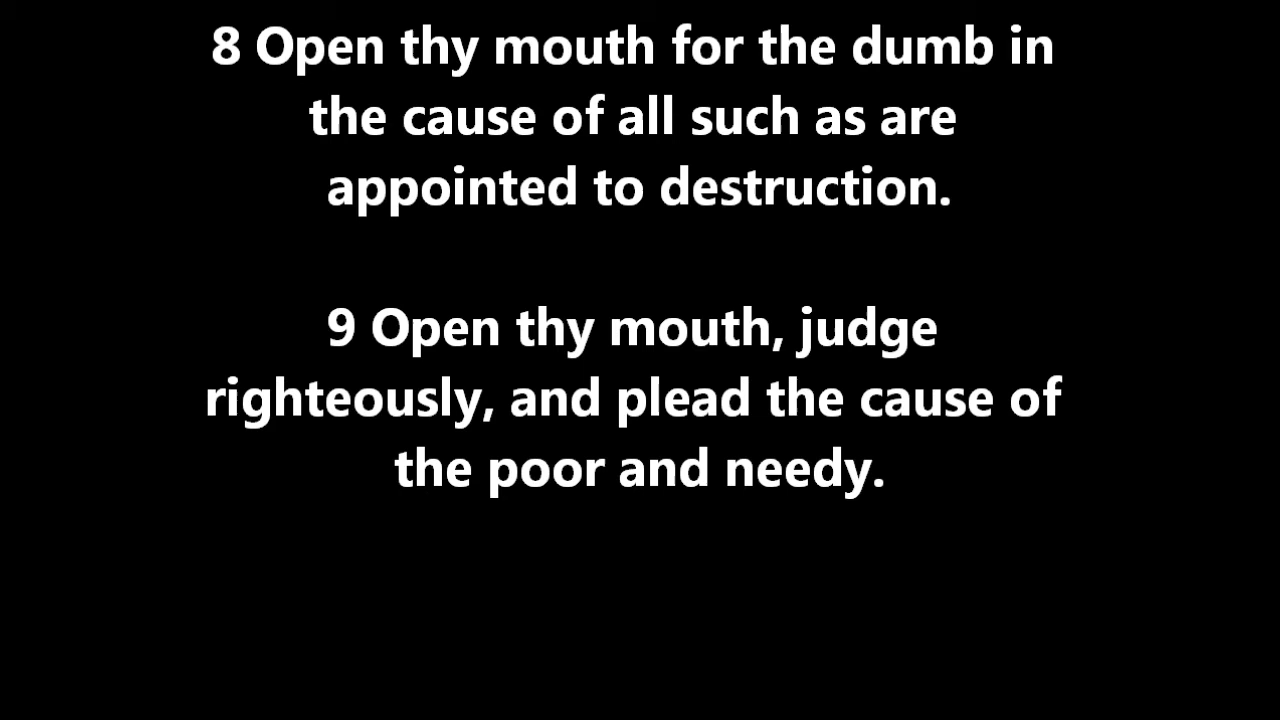 8 Open thy mouth for the dumb in
the cause of all such as are
appointed to destruction.
9 Open thy mouth, judge
righteously, and plead the cause of
the poor and needy.